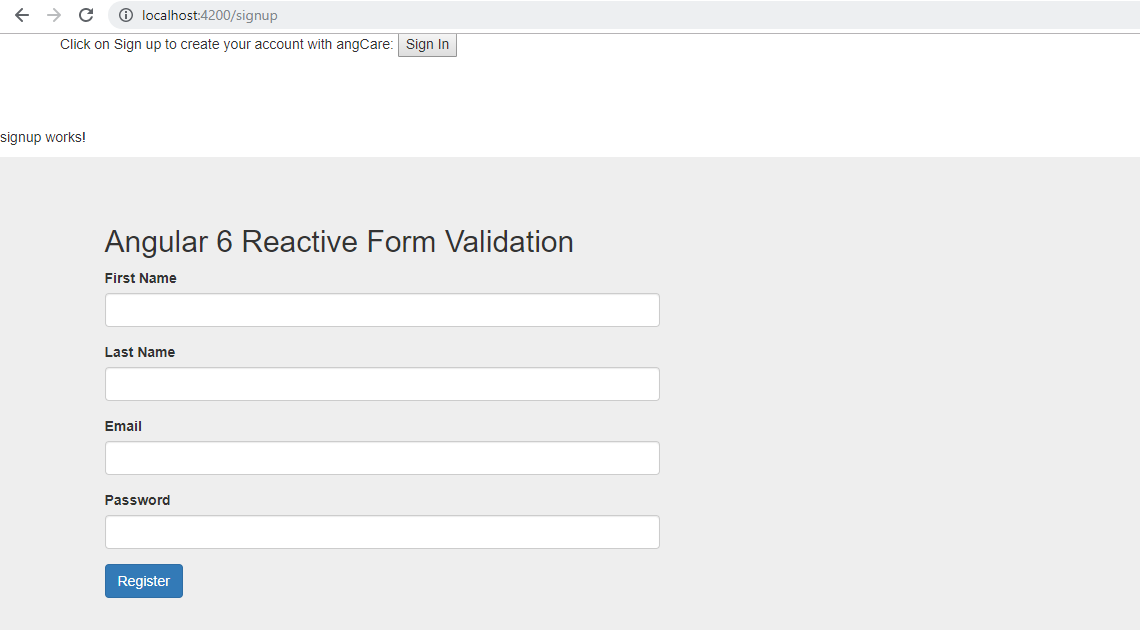 localhost:4200/signup
Click on Sign up to create your account with angCare: Sign In
signup works!
Angular 6 Reactive Form Validation
First Name
Last Name
Email
Password
Register